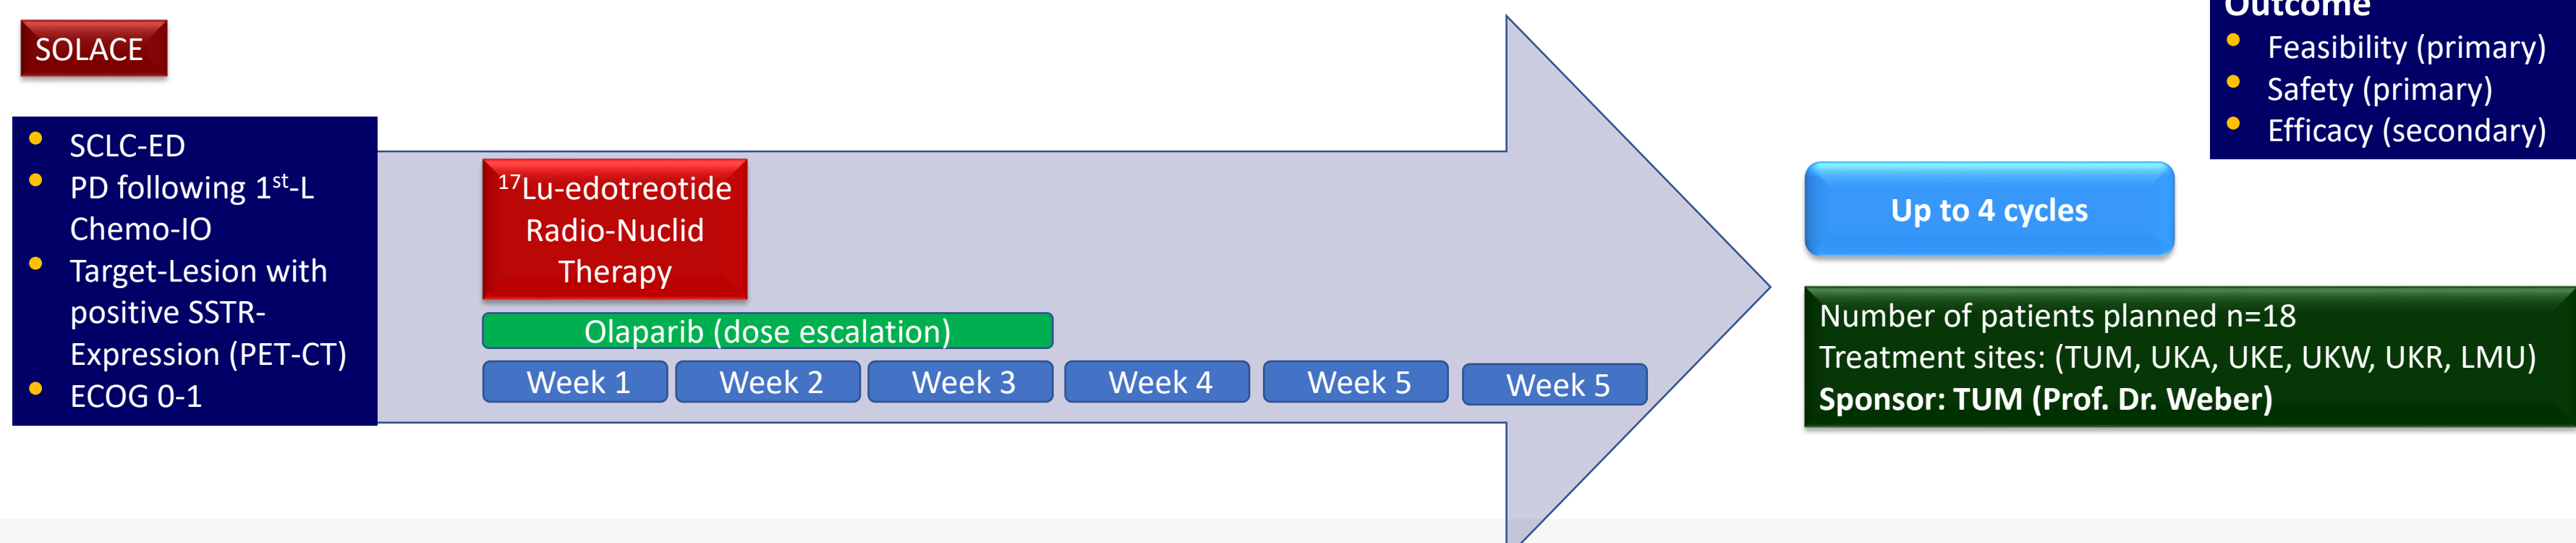 SOLACE
• SCLC-ED
• PD following 1st-L
Chemo-IO
• Target-Lesion with
positive SSTR-
Expression (PET-CT)
• ECOG 0-1
17Lu-edotreotide
Radio-Nuclid
Therapy
Olaparib (dose escalation)
Week 1
Week 2
Week 3
Week 4
Week 5
Week 5
Outcome
• Feasibility (primary)
• Safety (primary)
• Efficacy (secondary)
Up to 4 cycles
Number of patients planned n=18
Treatment sites: (TUM, UKA, UKE, UKW, UKR, LMU)
Sponsor: TUM (Prof. Dr. Weber)